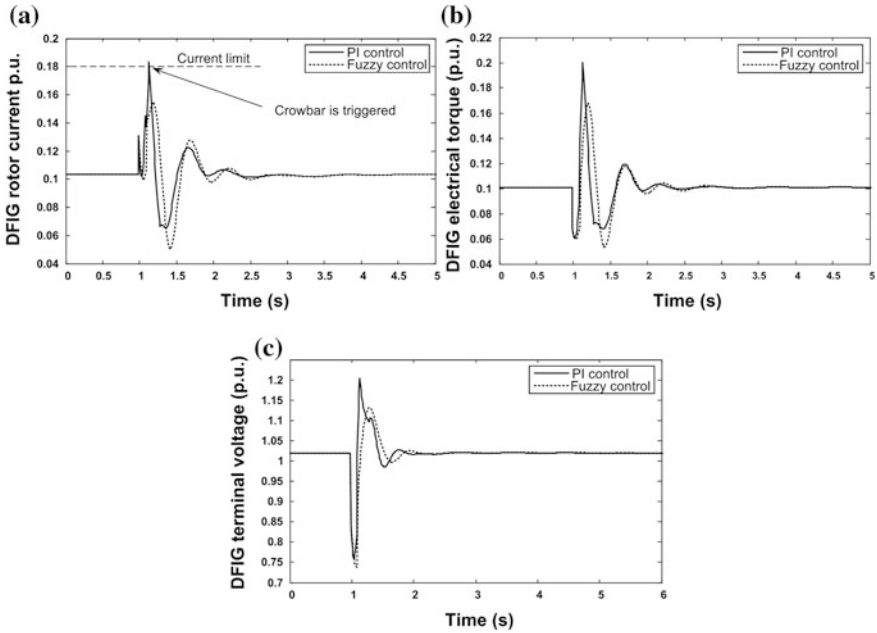 (a)
DFIG rotor current p.u.
0.2
0.18
0.16
0.14
0.12
0.1
0.08
0.06
0.04
Current limit
PI control
Fuzzy control
Crowbar is triggered
0 0.5 1 1.5 2 2.5 3 3.5 4 4.5 5
Time (s)
(b)
DFIG electrical torque (p.u.)
0.22
0.2
0.18
0.16
0.14
0.12
0.1
0.08
0.06
0.04
PI control
Fuzzy control
0 0.5 1 1.5 2 2.5 3 3.5 4 4.5 5
Time (s)
(c)
DFIG terminal voltage (p.u.)
1.2
1.1
1.05
1
0.9
0.85
0.8
0.75
0.7
PI control
Fuzzy control
0 1 2 3 4 5 6
Time (s)